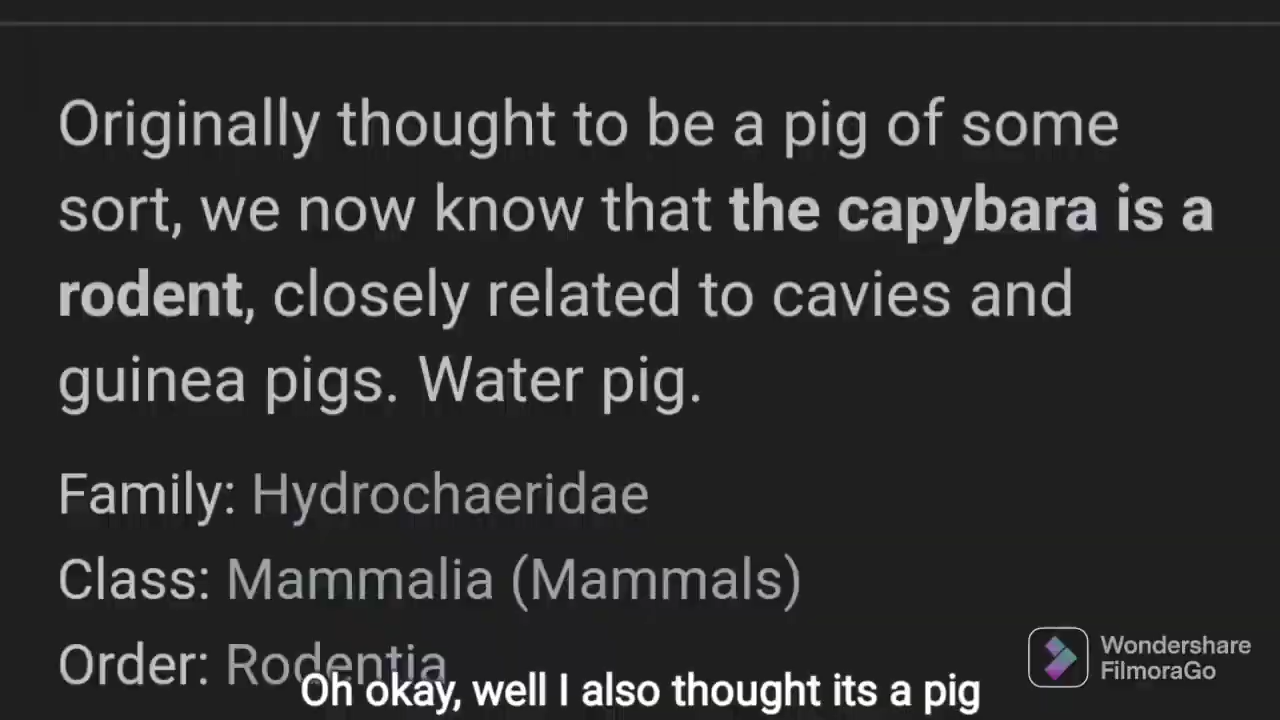 Originally thought to be a pig of some
sort, we now know that the capybara is a
rodent, closely related to cavies and
guinea pigs. Water pig.
Family: Hydrochaeridae
Class: Mammalia (Mammals)
Order: Rodentia
Wondershare
FilmoraGo
Oh okay, well I also thought its a pig